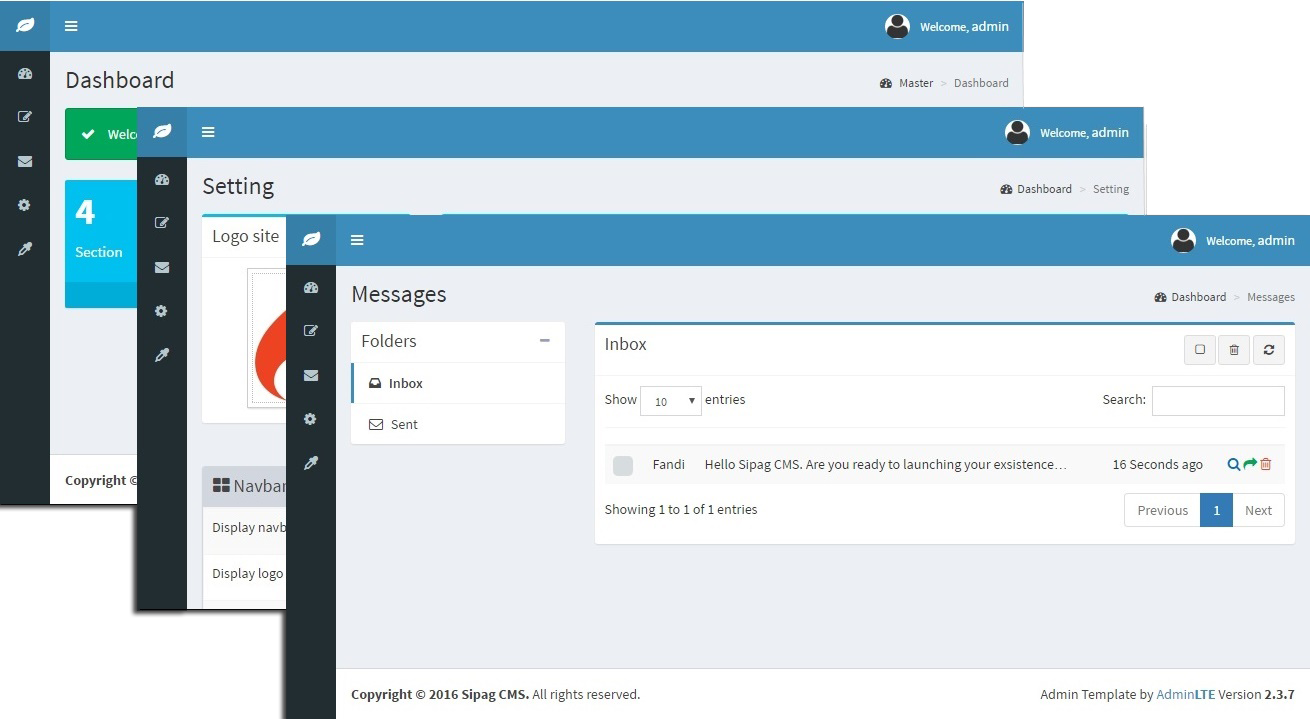 Welcome, admin
Dashboard
Master > Dashboard
Welc
4
Section
Copyright ©
Welcome, admin
Setting
Dashboard > Setting
Logo site
Navbar
Display navb
Display logo
Welcome, admin
Messages
Dashboard > Messages
Folders
Inbox
Sent
Inbox
Show 10 entries
Search:
Fandi Hello Sipag CMS. Are you ready to launching your exsistence... 16 Seconds ago
Showing 1 to 1 of 1 entries
Previous 1 Next
Copyright © 2016 Sipag CMS. All rights reserved.
Admin Template by AdminLTE Version 2.3.7